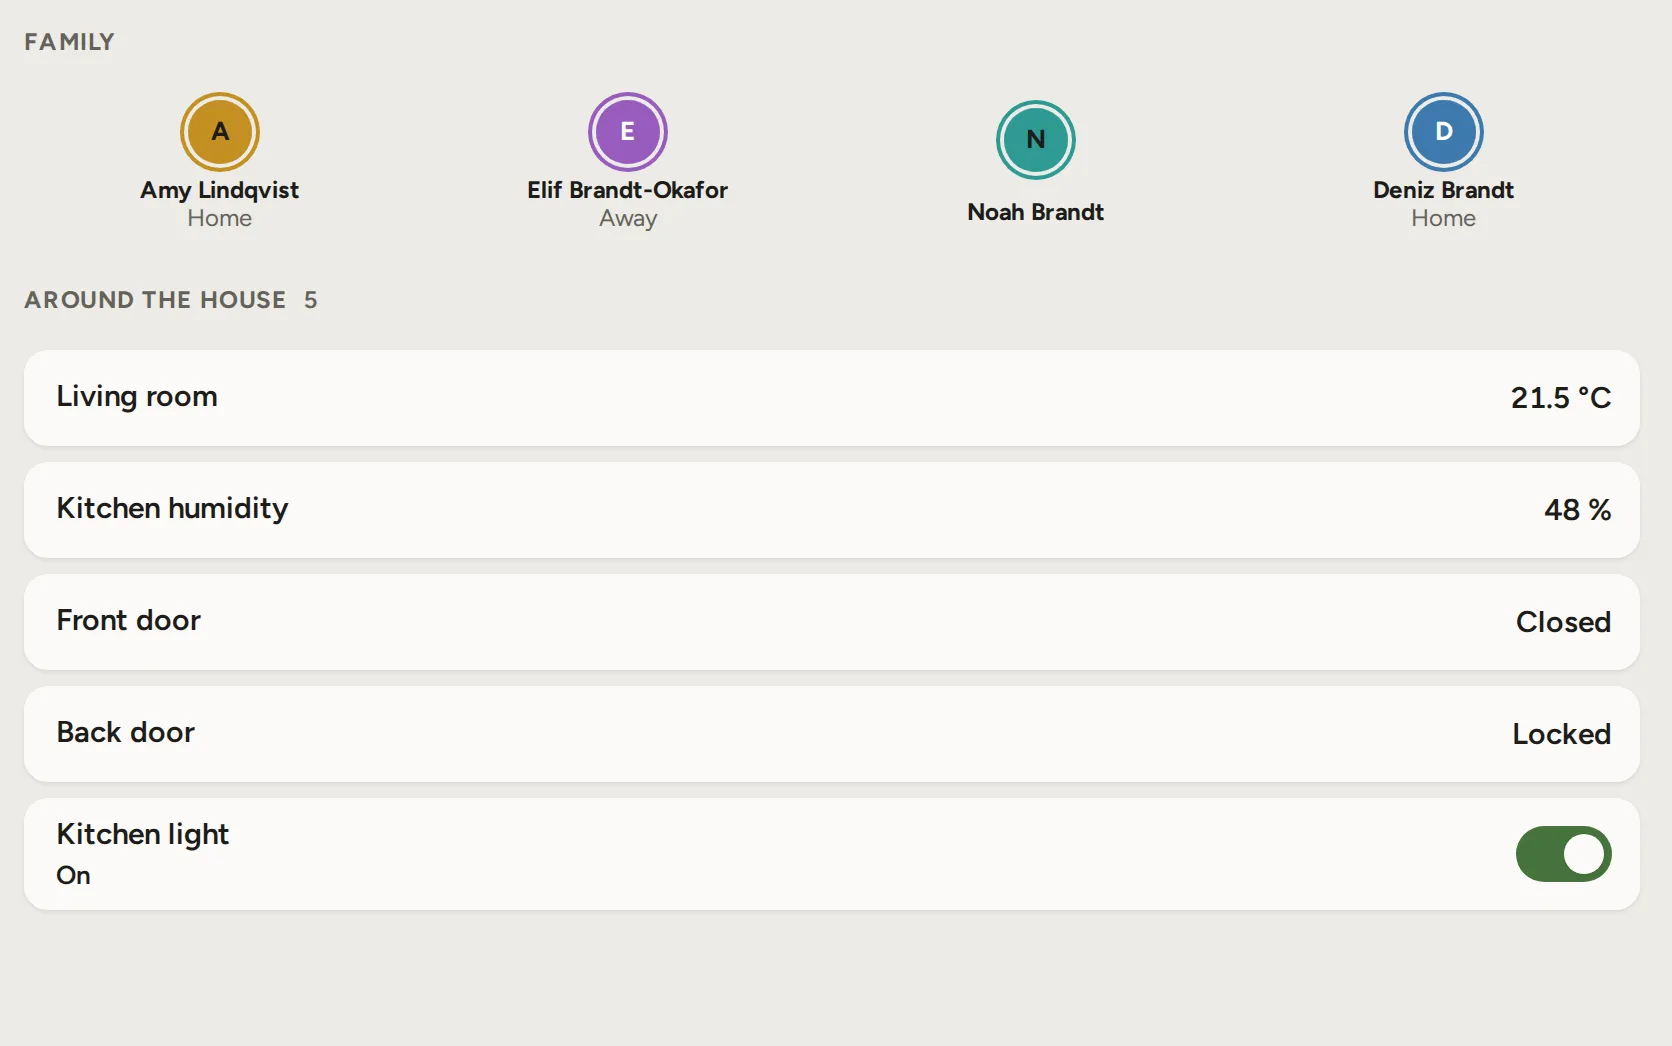 FAMILY
A
E
N
D
Amy Lindqvist
Elif Brandt-Okafor
Noah Brandt
Deniz Brandt
Home
Away
Home
AROUND THE HOUSE 5
Living room 21.5 °C
Kitchen humidity 48 %
Front door Closed
Back door Locked
Kitchen light
On